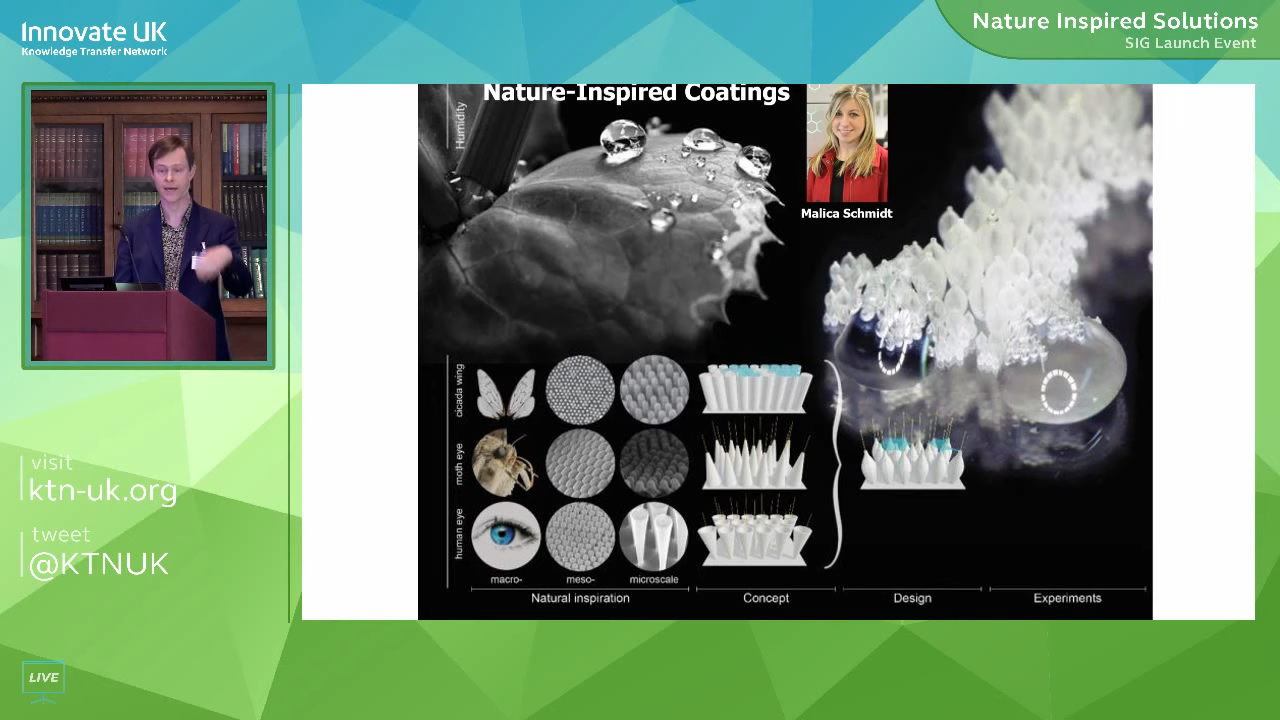 Innovate UK
Knowledge Transfer Network
Nature Inspired Solutions
SIG Launch Event
Nature-Inspired Coatings
Humidity
Malica Schmidt
cicada wing
moth eye
human eye
macro-
meso-
microscale
Natural inspiration
Concept
Design
Experiments
visit
ktn-uk.org
tweet
@KTNUK
LIVE